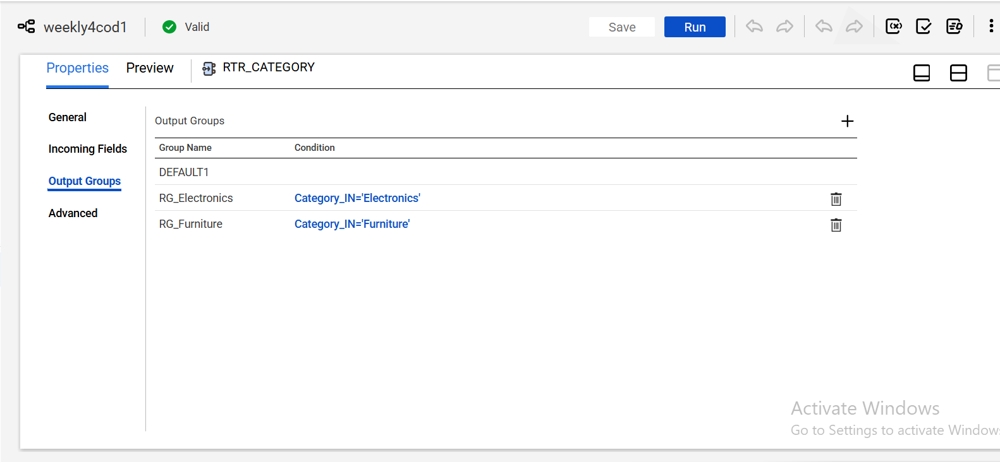 weekly4cod1 Valid Save Run
Properties Preview RTR_CATEGORY
General
Incoming Fields
Output Groups
Advanced
Output Groups
Group Name Condition
DEFAULT1
RG_Electronics Category_IN='Electronics'
RG_Furniture Category_IN='Furniture'
Activate Windows
Go to Settings to activate Windows